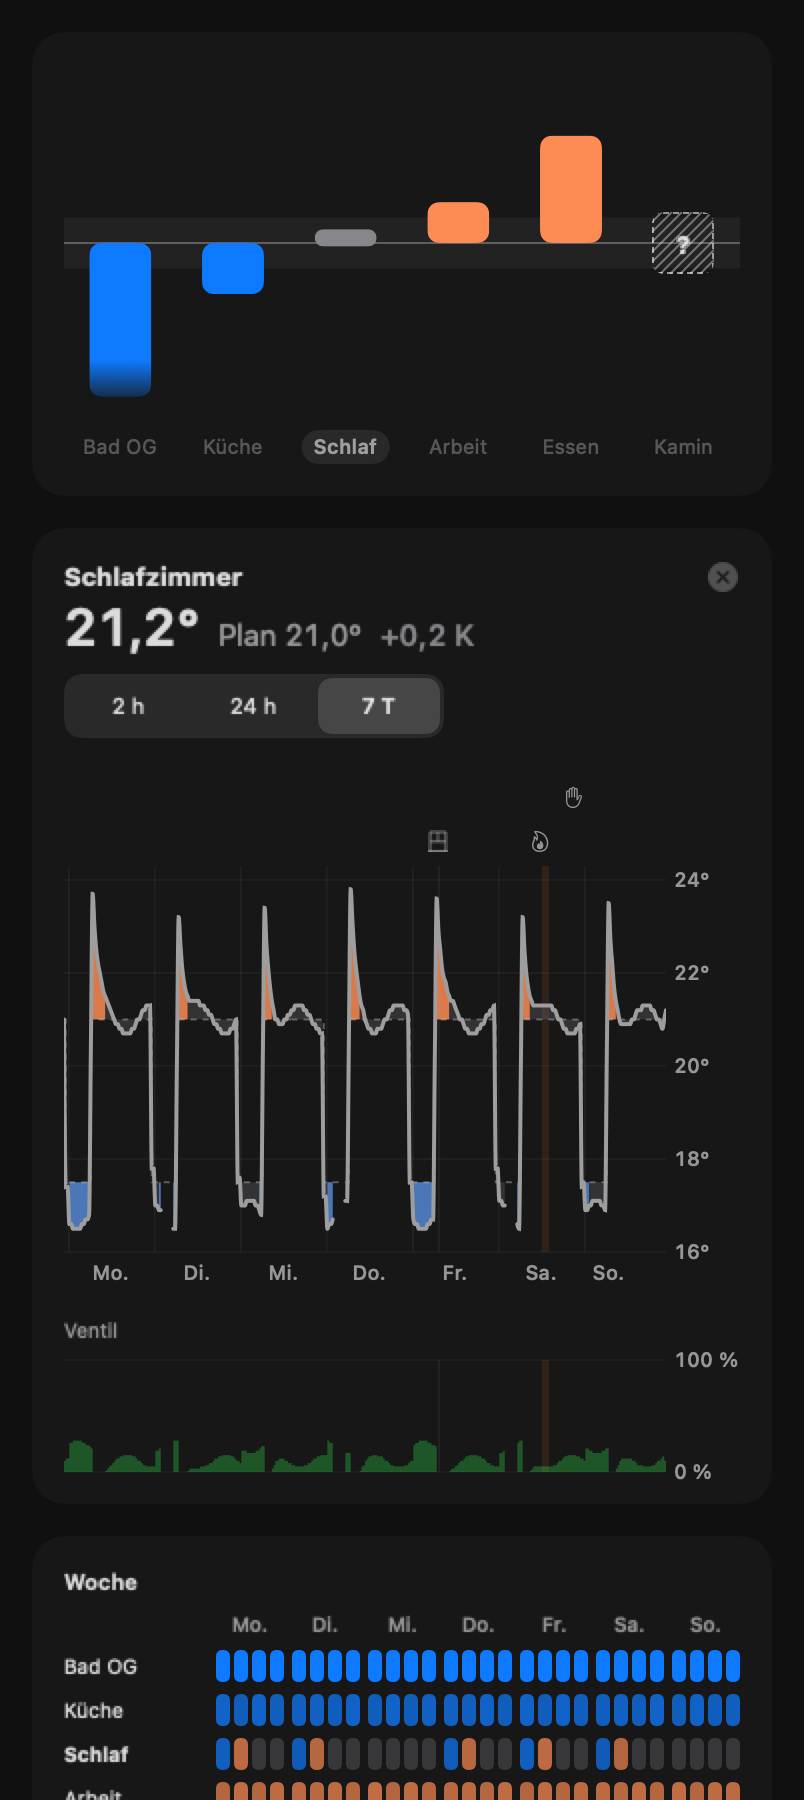 ?
Bad OG Küche Schlaf Arbeit Essen Kamin
Schlafzimmer
21,2° Plan 21,0° +0,2 K
2 h 24 h 7 T
24°
22°
20°
18°
16°
Mo. Di. Mi. Do. Fr. Sa. So.
Ventil
100 %
0 %
Woche
Mo. Di. Mi. Do. Fr. Sa. So.
Bad OG
Küche
Schlaf
Arbeit